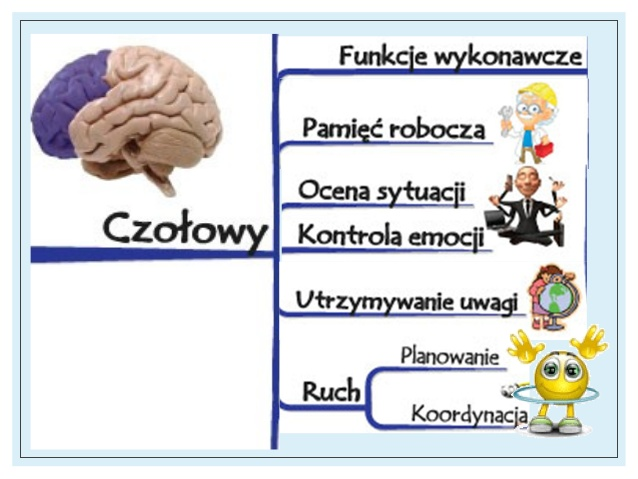 Czołowy
Funkcje wykonawcze
Pamięć robocza
Ocena sytuacji
Kontrola emocji
Utrzymywanie uwagi
Ruch
Planowanie
Koordynacja